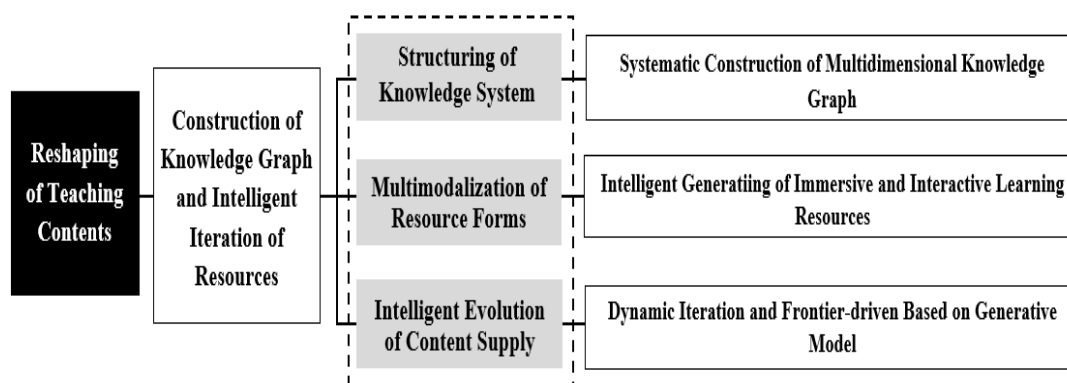 Reshaping
of Teaching
Contents
Construction of
Knowledge Graph
and Intelligent
Iteration of
Resources
Structuring of
Knowledge System
Multimodalization of
Resource Forms
Intelligent Evolution
of Content Supply
Systematic Construction of Multidimensional Knowledge
Graph
Intelligent Generatiing of Immersive and Interactive Learning
Resources
Dynamic Iteration and Frontier-driven Based on Generative
Model